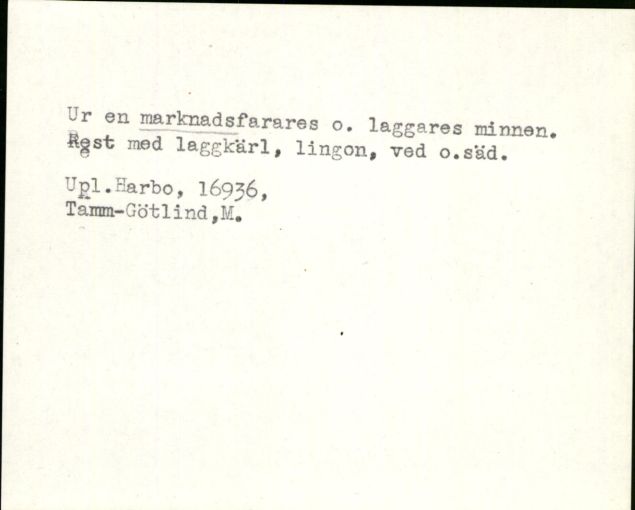 Ur en marknadsfarares o. laggares minnen.
Rest med laggkärl, lingon, ved o.säd.
Upl.Harbo, 16936,
Tamm-Götlind,M.